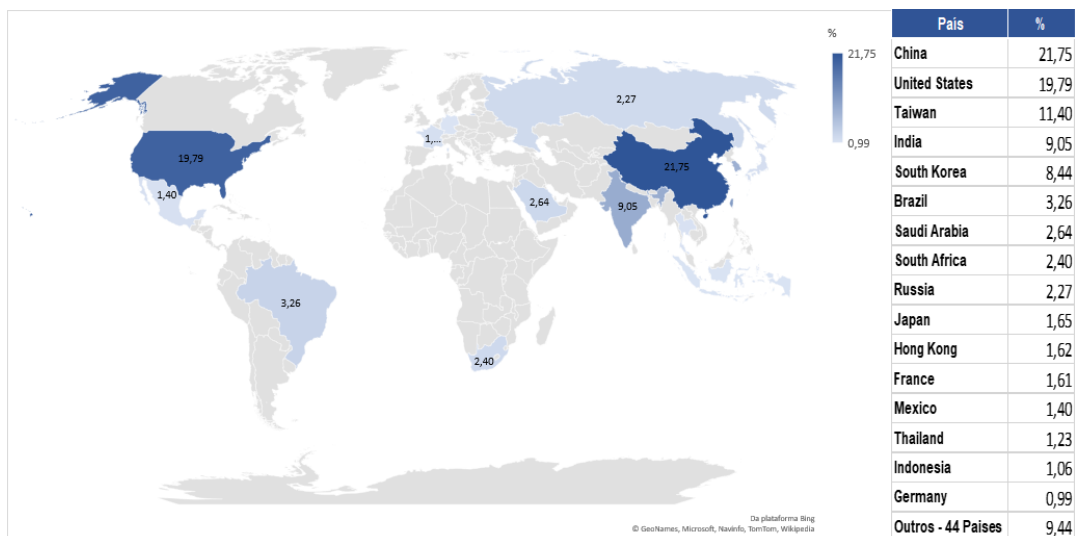 %
21,75
0,99
2,27
1,...
19,79
21,75
1,40
2,64
9,05
3,26
2,40
Da plataforma Bing
© GeoNames, Microsoft, Navinfo, TomTom, Wikipedia
Pais %
China 21,75
United States 19,79
Taiwan 11,40
India 9,05
South Korea 8,44
Brazil 3,26
Saudi Arabia 2,64
South Africa 2,40
Russia 2,27
Japan 1,65
Hong Kong 1,62
France 1,61
Mexico 1,40
Thailand 1,23
Indonesia 1,06
Germany 0,99
Outros - 44 Paises 9,44